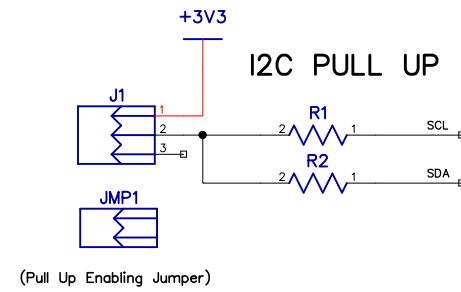 +3V3
I2C PULL UP
J1
1
2
3
R1
2 1
SCL
R2
2 1
SDA
JMP1
(Pull Up Enabling Jumper)